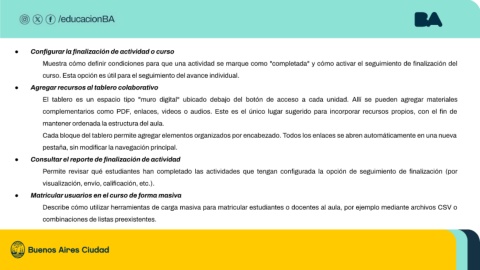 /educacionBA
BA
● Configurar la finalización de actividad o curso
Muestra cómo definir condiciones para que una actividad se marque como "completada" y cómo activar el seguimiento de finalización del
curso. Esta opción es útil para el seguimiento del avance individual.
● Agregar recursos al tablero colaborativo
El tablero es un espacio tipo "muro digital" ubicado debajo del botón de acceso a cada unidad. Allí se pueden agregar materiales
complementarios como PDF, enlaces, videos o audios. Este es el único lugar sugerido para incorporar recursos propios, con el fin de
mantener ordenada la estructura del aula.
Cada bloque del tablero permite agregar elementos organizados por encabezado. Todos los enlaces se abren automáticamente en una nueva
pestaña, sin modificar la navegación principal.
● Consultar el reporte de finalización de actividad
Permite revisar qué estudiantes han completado las actividades que tengan configurada la opción de seguimiento de finalización (por
visualización, envío, calificación, etc.).
● Matricular usuarios en el curso de forma masiva
Describe cómo utilizar herramientas de carga masiva para matricular estudiantes o docentes al aula, por ejemplo mediante archivos CSV o
combinaciones de listas preexistentes.
Buenos Aires Ciudad